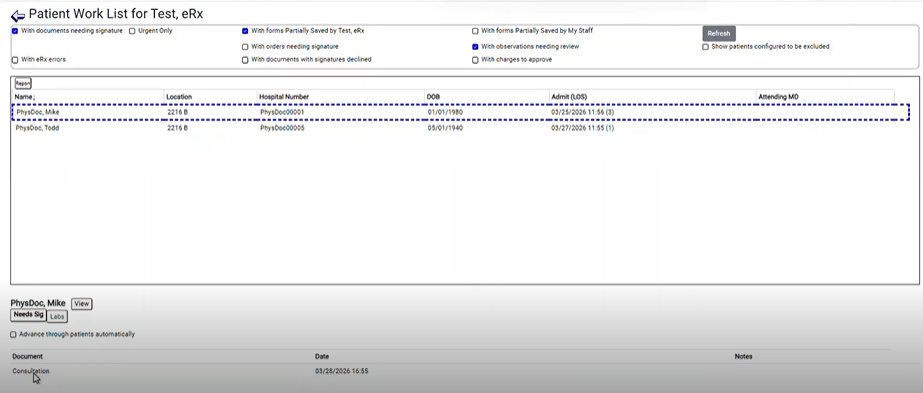 Patient Work List for Test, eRx
With documents needing signature Urgent Only With forms Partially Saved by Test, eRx With forms Partially Saved by My Staff Refresh
With orders needing signature With observations needing review Show patients configured to be excluded
With eRx errors With documents with signatures declined With charges to approve
Report
Name↓ Location Hospital Number DOB Admit (LOS) Attending MD
PhysDoc, Mike 2216 B PhysDoc00001 01/01/1980 03/25/2026 11:56 (3)
PhysDoc, Todd 2216 B PhysDoc00005 05/01/1940 03/27/2026 11:55 (1)
PhysDoc, Mike View
Needs Sig Labs
Advance through patients automatically
Document Date Notes
Consultation 03/28/2026 16:55